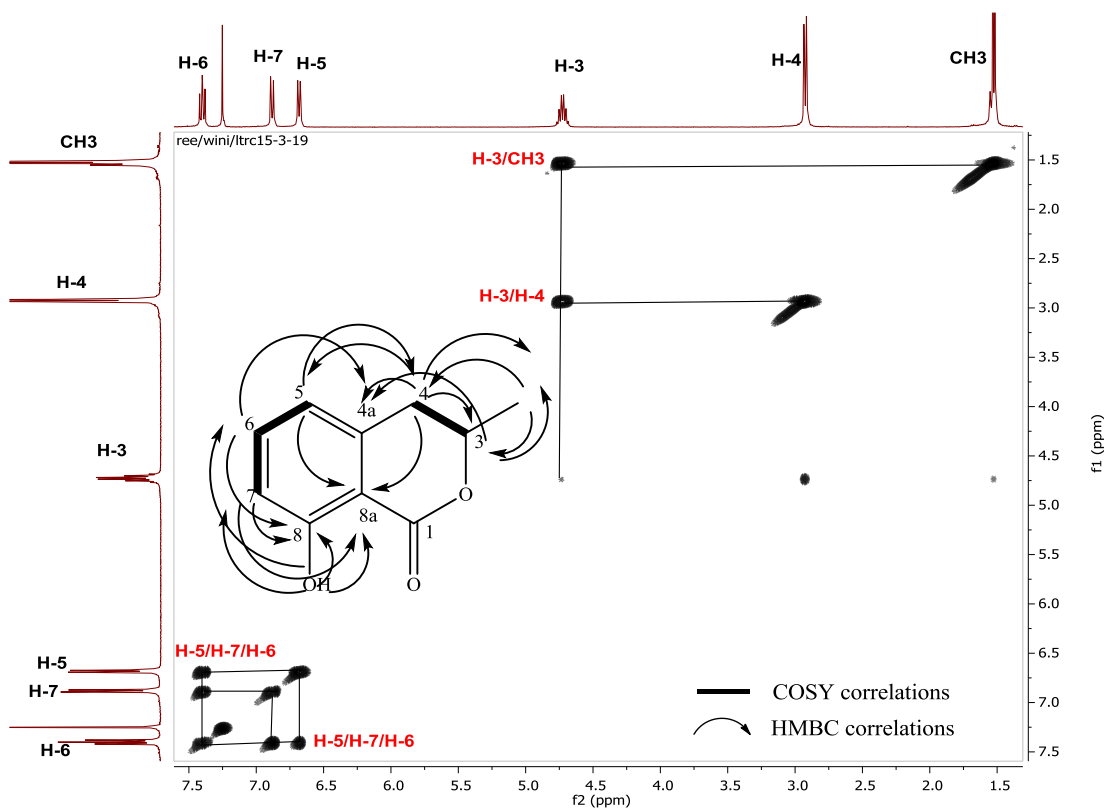 H-6
H-7
H-5
H-3
H-4
CH3
ree/wini/ltrc15-3-19
CH3
H-4
H-3
H-5
H-7
H-6
H-3/CH3
H-3/H-4
5
4
4a
6
3
7
O
8
8a
1
OH
O
H-5/H-7/H-6
H-5/H-7/H-6
COSY correlations
HMBC correlations
1.5
2.0
2.5
3.0
3.5
4.0
4.5
5.0
5.5
6.0
6.5
7.0
7.5
f1 (ppm)
7.5 7.0 6.5 6.0 5.5 5.0 4.5 4.0 3.5 3.0 2.5 2.0 1.5
f2 (ppm)